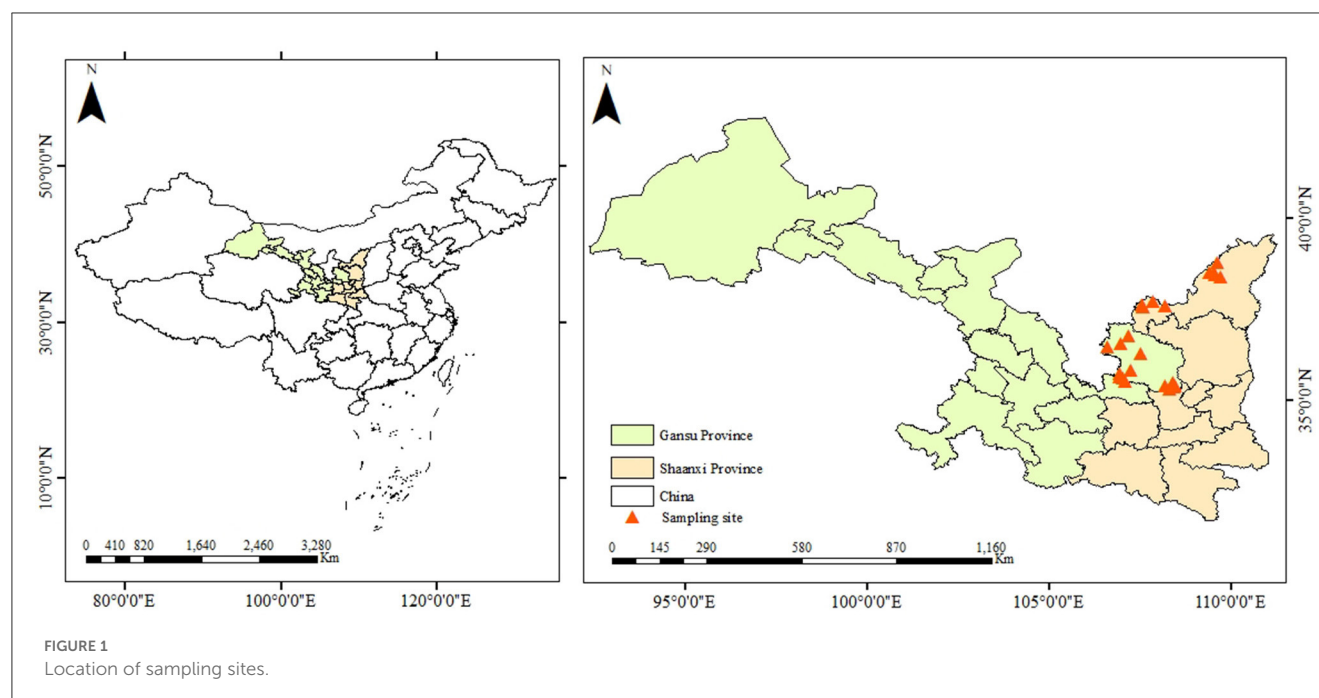 N
50°0'0"N
30°0'0"N
10°0'0"N
0 410 820 1,640 2,460 3,280
Km
80°0'0"E 100°0'0"E 120°0'0"E
N
40°0'0"N
35°0'0"N
Gansu Province
Shaanxi Province
China
Sampling site
0 145 290 580 870 1,160
Km
95°0'0"E 100°0'0"E 105°0'0"E 110°0'0"E
FIGURE 1
Location of sampling sites.